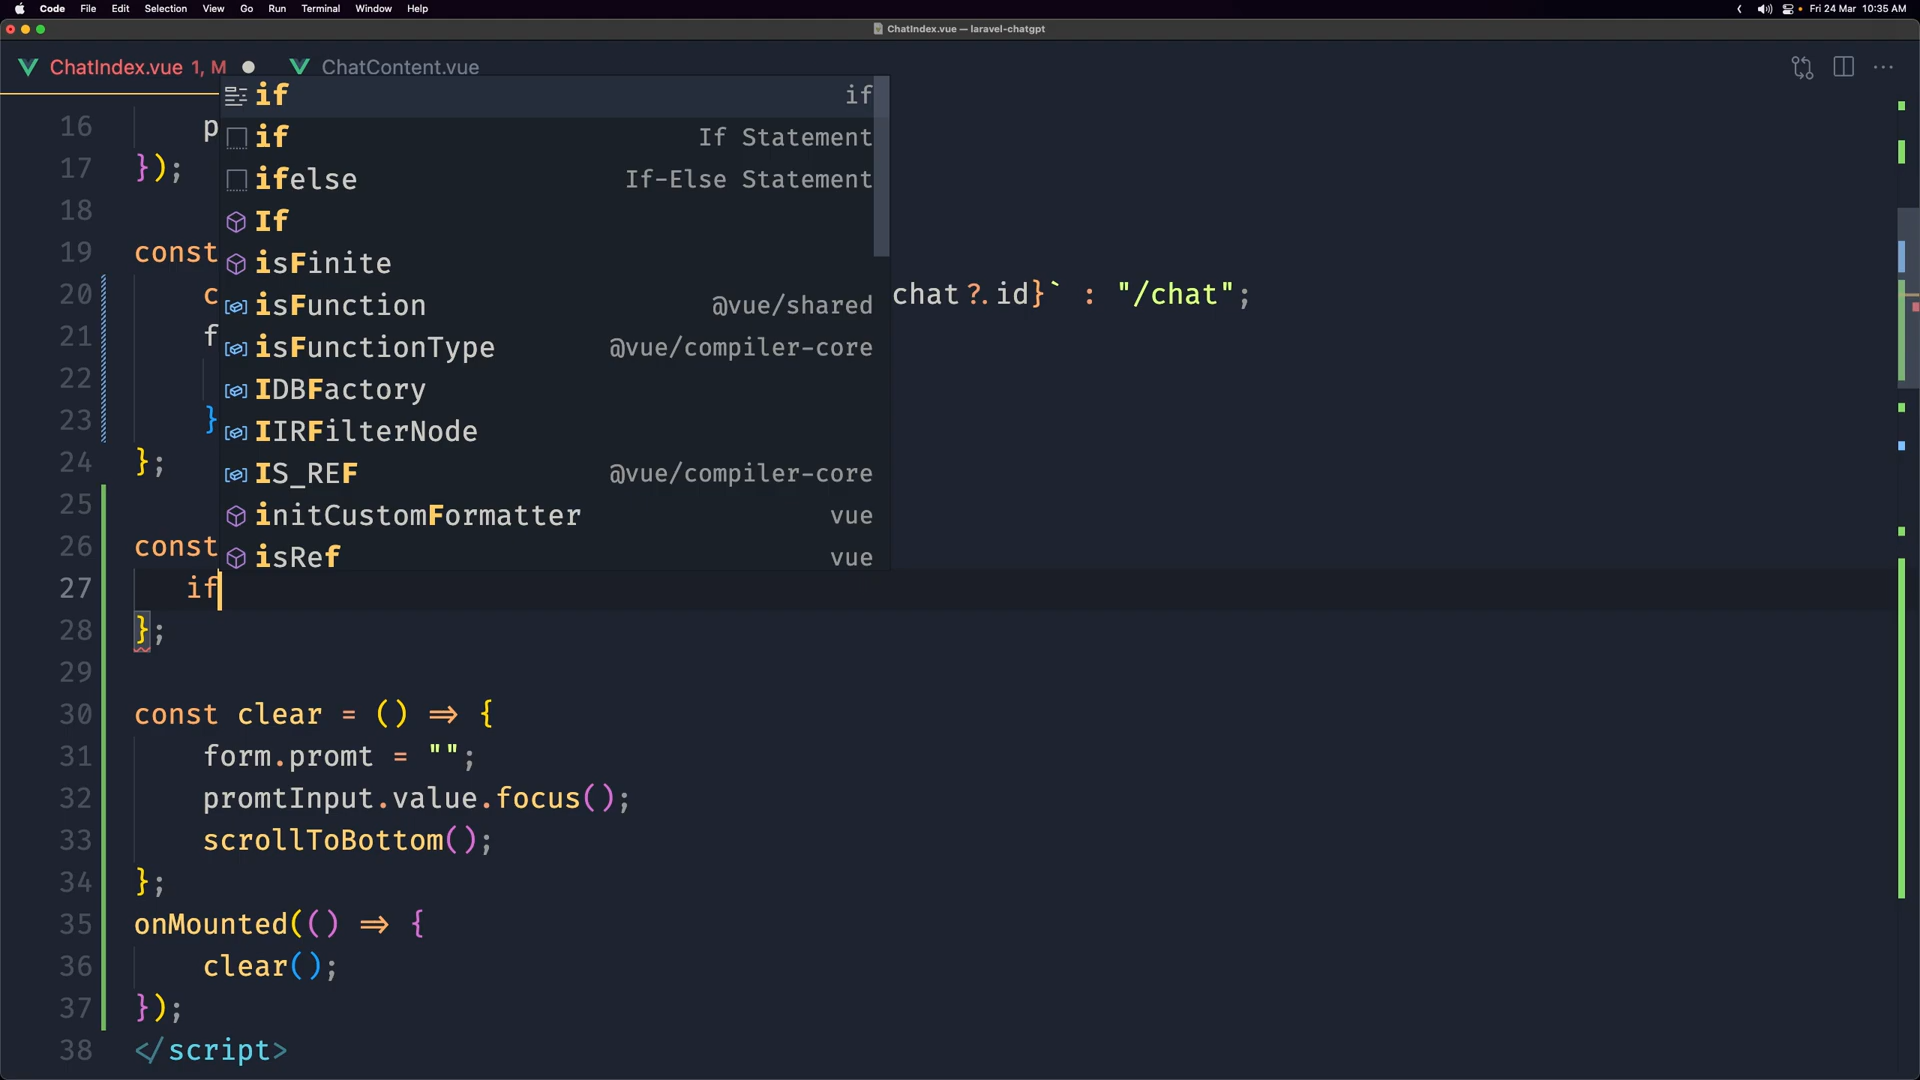 Code File Edit Selection View Go Run Terminal Window Help Fri 24 Mar 10:35 AM
ChatIndex.vue — laravel-chatgpt
ChatIndex.vue 1, M ChatContent.vue
if if
16 p
if If Statement
17 });
ifelse If-Else Statement
18
If
19 const
isFinite
20 c chat?.id}` : "/chat";
isFunction @vue/shared
21 f
isFunctionType @vue/compiler-core
22
IDBFactory
23 }
IIRFilterNode
24 };
IS_REF @vue/compiler-core
25
initCustomFormatter vue
26 const
isRef vue
27 if
28 };
29
30 const clear = () => {
31 form.promt = "";
32 promtInput.value.focus();
33 scrollToBottom();
34 };
35 onMounted(() => {
36 clear();
37 });
38 </script>